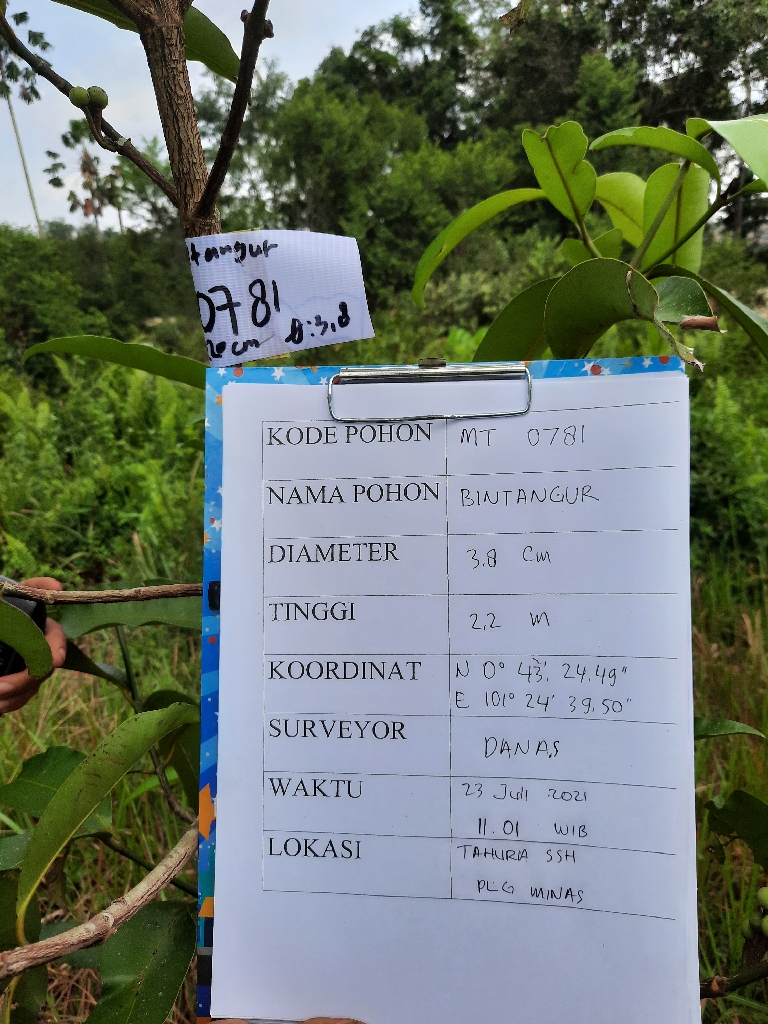 tangur
0781
20 cm D:3,8
KODE POHON MT 0781
NAMA POHON BINTANGUR
DIAMETER 3.8 Cm
TINGGI 2.2 m
KOORDINAT N 0° 43' 24.49"
E 101° 24' 39.50"
SURVEYOR DANAS
WAKTU 23 Juli 2021
11.01 WIB
LOKASI TAHURA SSH
PLG MINAS